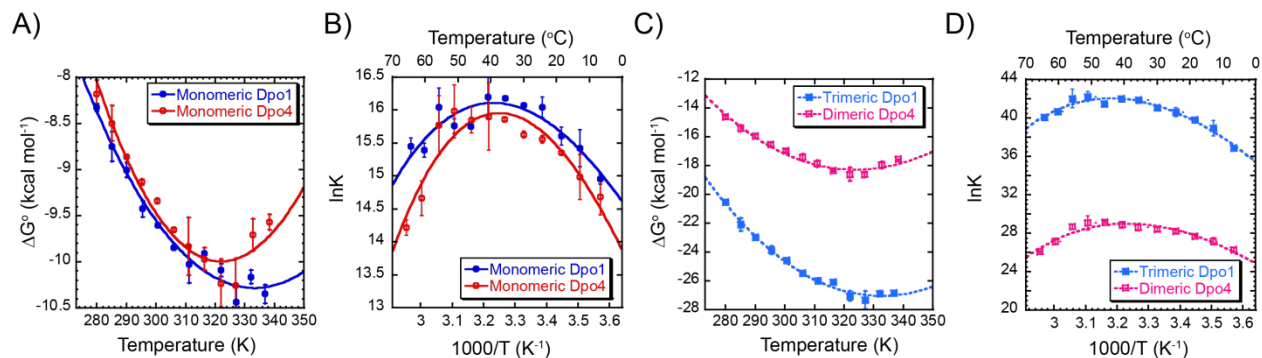 A)
-8
-8.5
-9
-9.5
-10
-10.5
ΔG° (kcal mol⁻¹)
280 290 300 310 320 330 340 350
Temperature (K)
Monomeric Dpo1
Monomeric Dpo4
B)
Temperature (°C)
70 60 50 40 30 20 10 0
16.5
16
15.5
15
14.5
14
13.5
13
lnK
3 3.1 3.2 3.3 3.4 3.5 3.6
1000/T (K⁻¹)
Monomeric Dpo1
Monomeric Dpo4
C)
-12
-14
-16
-18
-20
-22
-24
-26
-28
ΔG° (kcal mol⁻¹)
280 290 300 310 320 330 340 350
Temperature (K)
Trimeric Dpo1
Dimeric Dpo4
D)
Temperature (°C)
70 60 50 40 30 20 10 0
42
38
34
30
26
24
20
lnK
3 3.1 3.2 3.3 3.4 3.5 3.6
1000/T (K⁻¹)
Trimeric Dpo1
Dimeric Dpo4